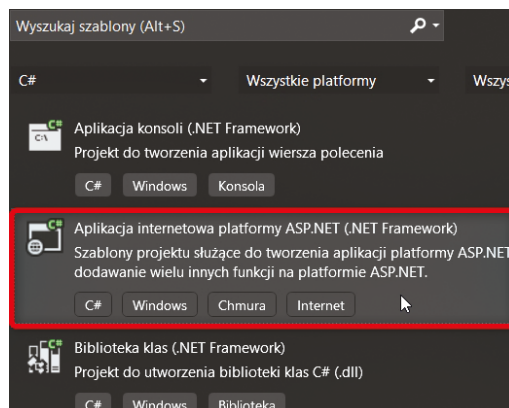 Wyszukaj szablony (Alt+S)
C# Wszystkie platformy
C# Aplikacja konsoli (.NET Framework)
C:\ Projekt do tworzenia aplikacji wiersza polecenia
C# Windows Konsola
C# Aplikacja internetowa platformy ASP.NET (.NET Framework)
Szablony projektu służące do tworzenia aplikacji platformy ASP.NET
dodawanie wielu innych funkcji na platformie ASP.NET.
C# Windows Chmura Internet
C# Biblioteka klas (.NET Framework)
Projekt do utworzenia biblioteki klas C# (.dll)
C# Windows Biblioteka